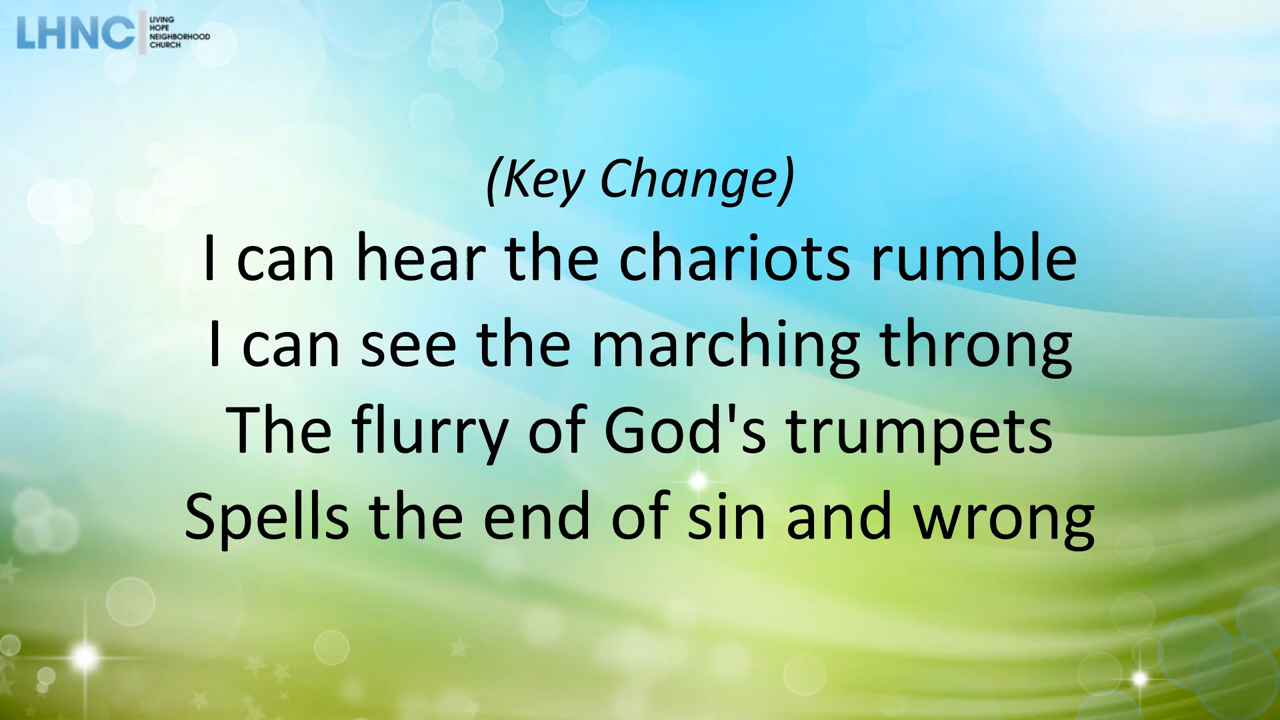 LHNC
LIVING
HOPE
NEIGHBORHOOD
CHURCH
(Key Change)
I can hear the chariots rumble
I can see the marching throng
The flurry of God's trumpets
Spells the end of sin and wrong